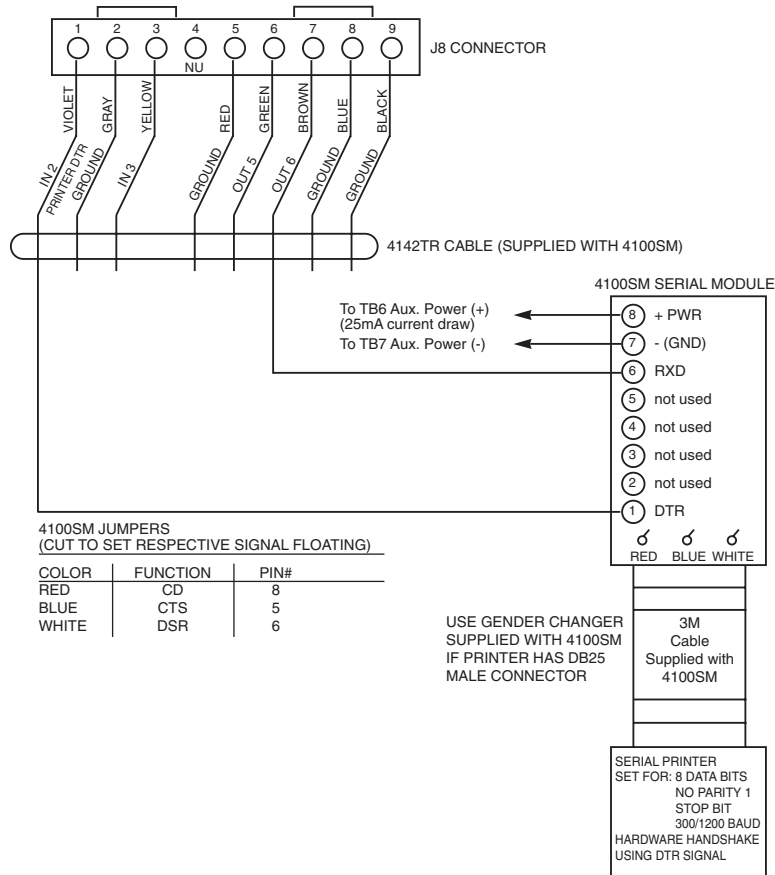 1 2 3 4 5 6 7 8 9
J8 CONNECTOR
NU
VIOLET
GRAY
YELLOW
RED
GREEN
BROWN
BLUE
BLACK
IN 2
PRINTER DTR
GROUND
IN 3
GROUND
OUT 5
OUT 6
GROUND
GROUND
4142TR CABLE (SUPPLIED WITH 4100SM)
4100SM SERIAL MODULE
To TB6 Aux. Power (+)
(25mA current draw)
To TB7 Aux. Power (-)
8 + PWR
7 - (GND)
6 RXD
5 not used
4 not used
3 not used
2 not used
1 DTR
RED BLUE WHITE
4100SM JUMPERS
(CUT TO SET RESPECTIVE SIGNAL FLOATING)
COLOR FUNCTION PIN#
RED CD 8
BLUE CTS 5
WHITE DSR 6
USE GENDER CHANGER
SUPPLIED WITH 4100SM
IF PRINTER HAS DB25
MALE CONNECTOR
3M
Cable
Supplied with
4100SM
SERIAL PRINTER
SET FOR: 8 DATA BITS
NO PARITY 1
STOP BIT
300/1200 BAUD
HARDWARE HANDSHAKE
USING DTR SIGNAL